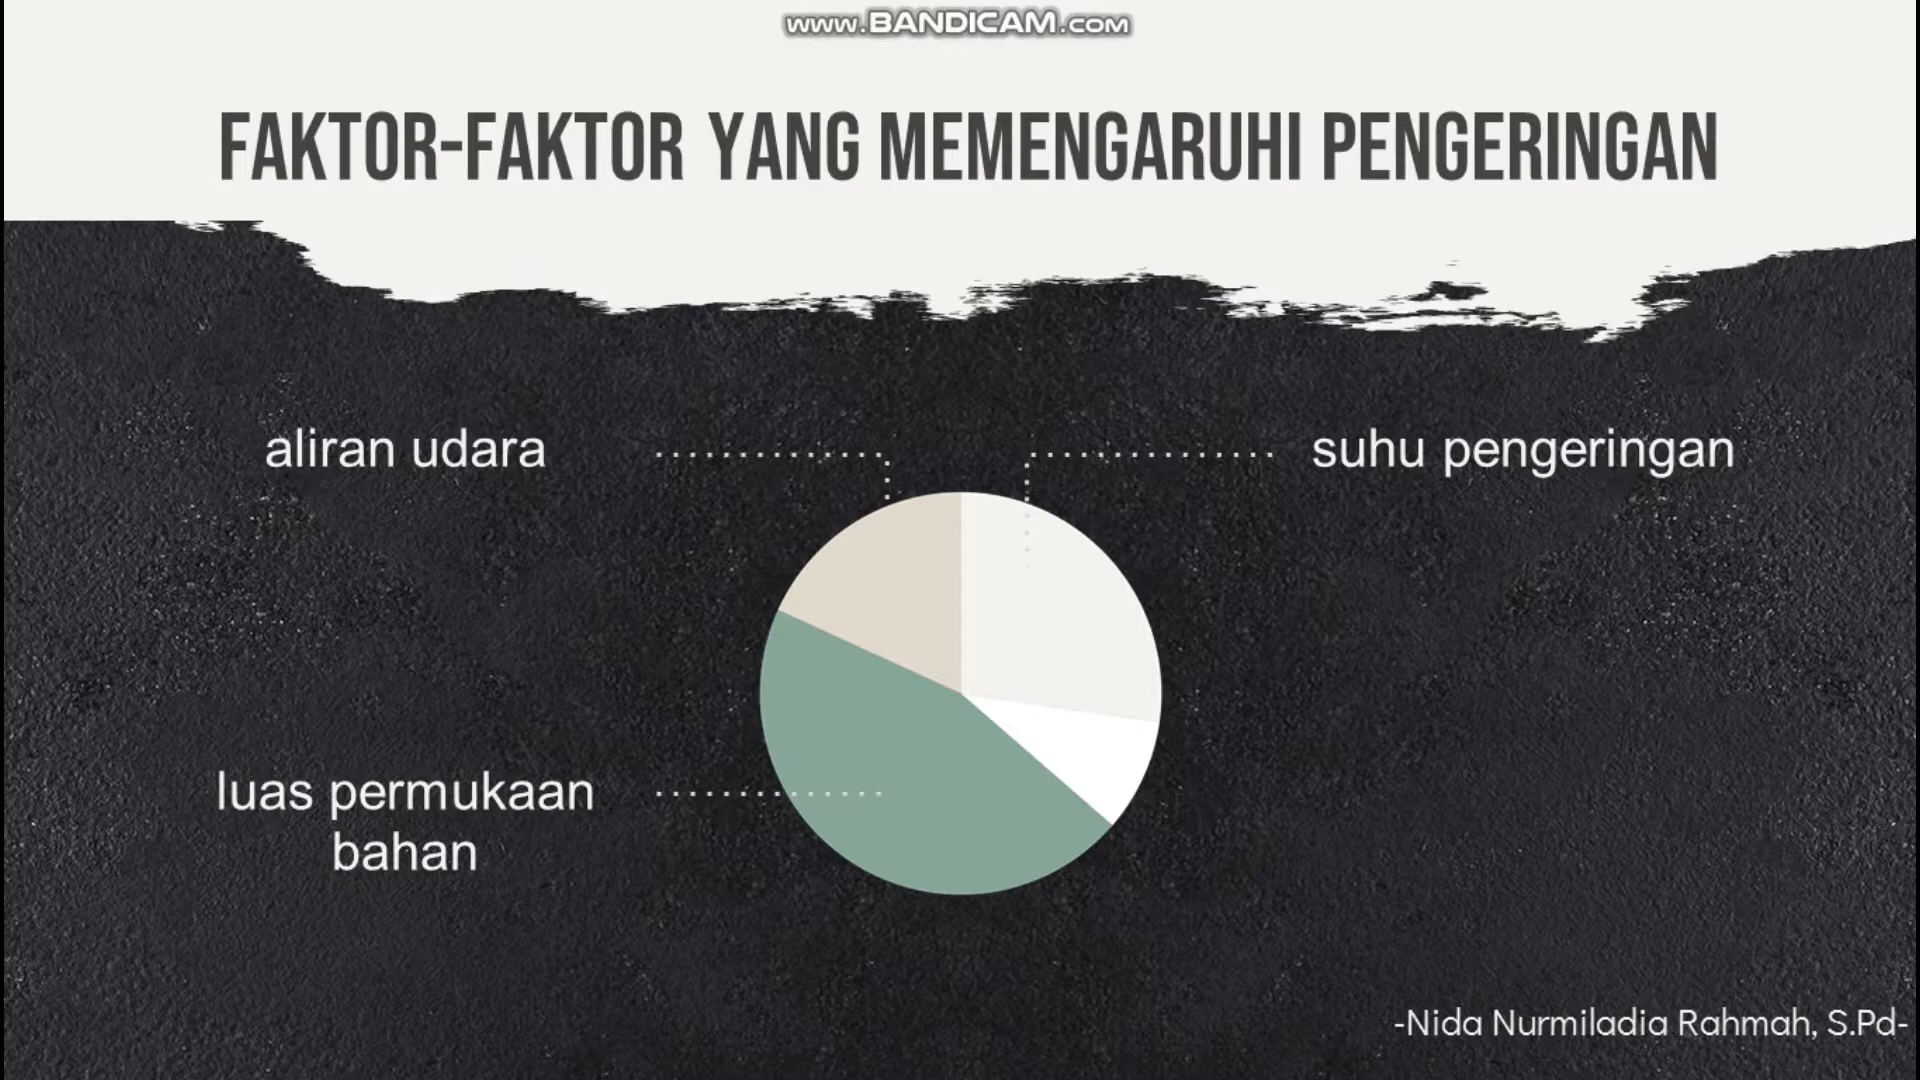 www.BANDICAM.com
FAKTOR-FAKTOR YANG MEMENGARUHI PENGERINGAN
aliran udara
suhu pengeringan
luas permukaan
bahan
-Nida Nurmiladia Rahmah, S.Pd-